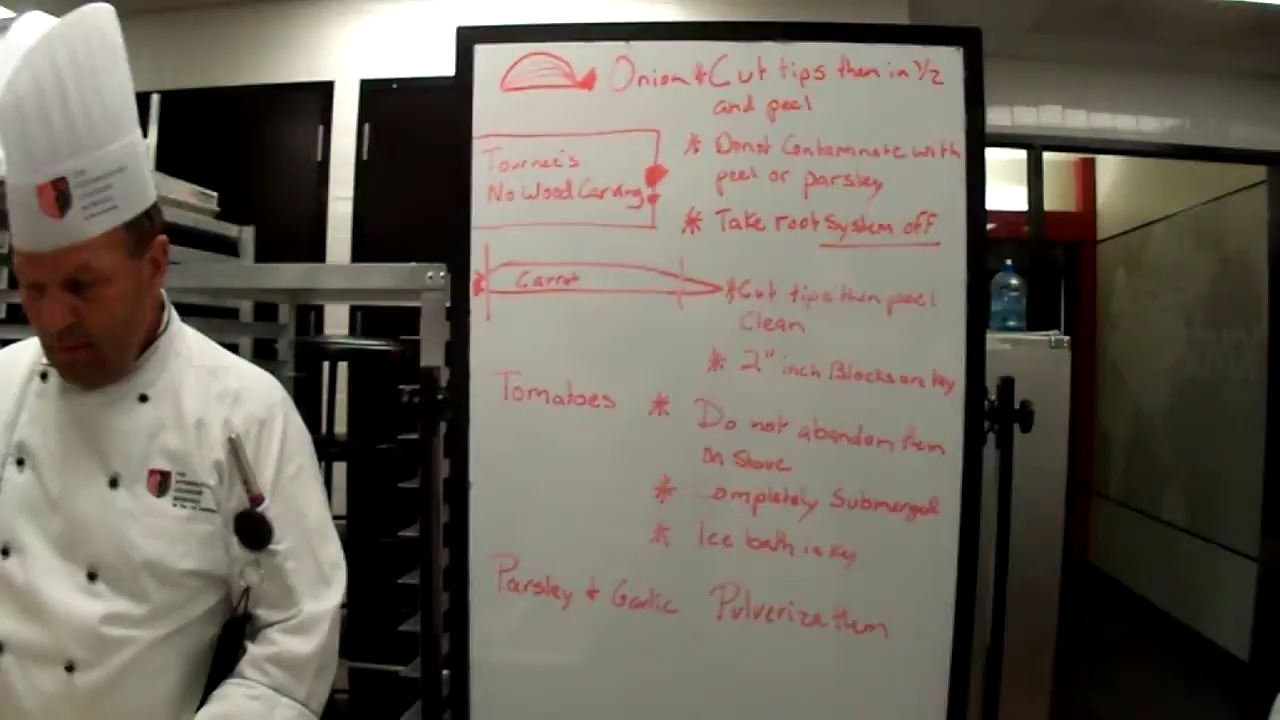 Onion * Cut tips then in 1/2
and peel
Tournee's
No Wood Carving
* Donot Contaminate with
peel or parsley
* Take root System off
Carrot
* Cut tips then peel
Clean
* 2" inch Blocks are key
Tomatoes * Do not abandom them
on Stove
* ompletely Submerged
* Ice bath is key
Parsley + Garlic Pulverize them